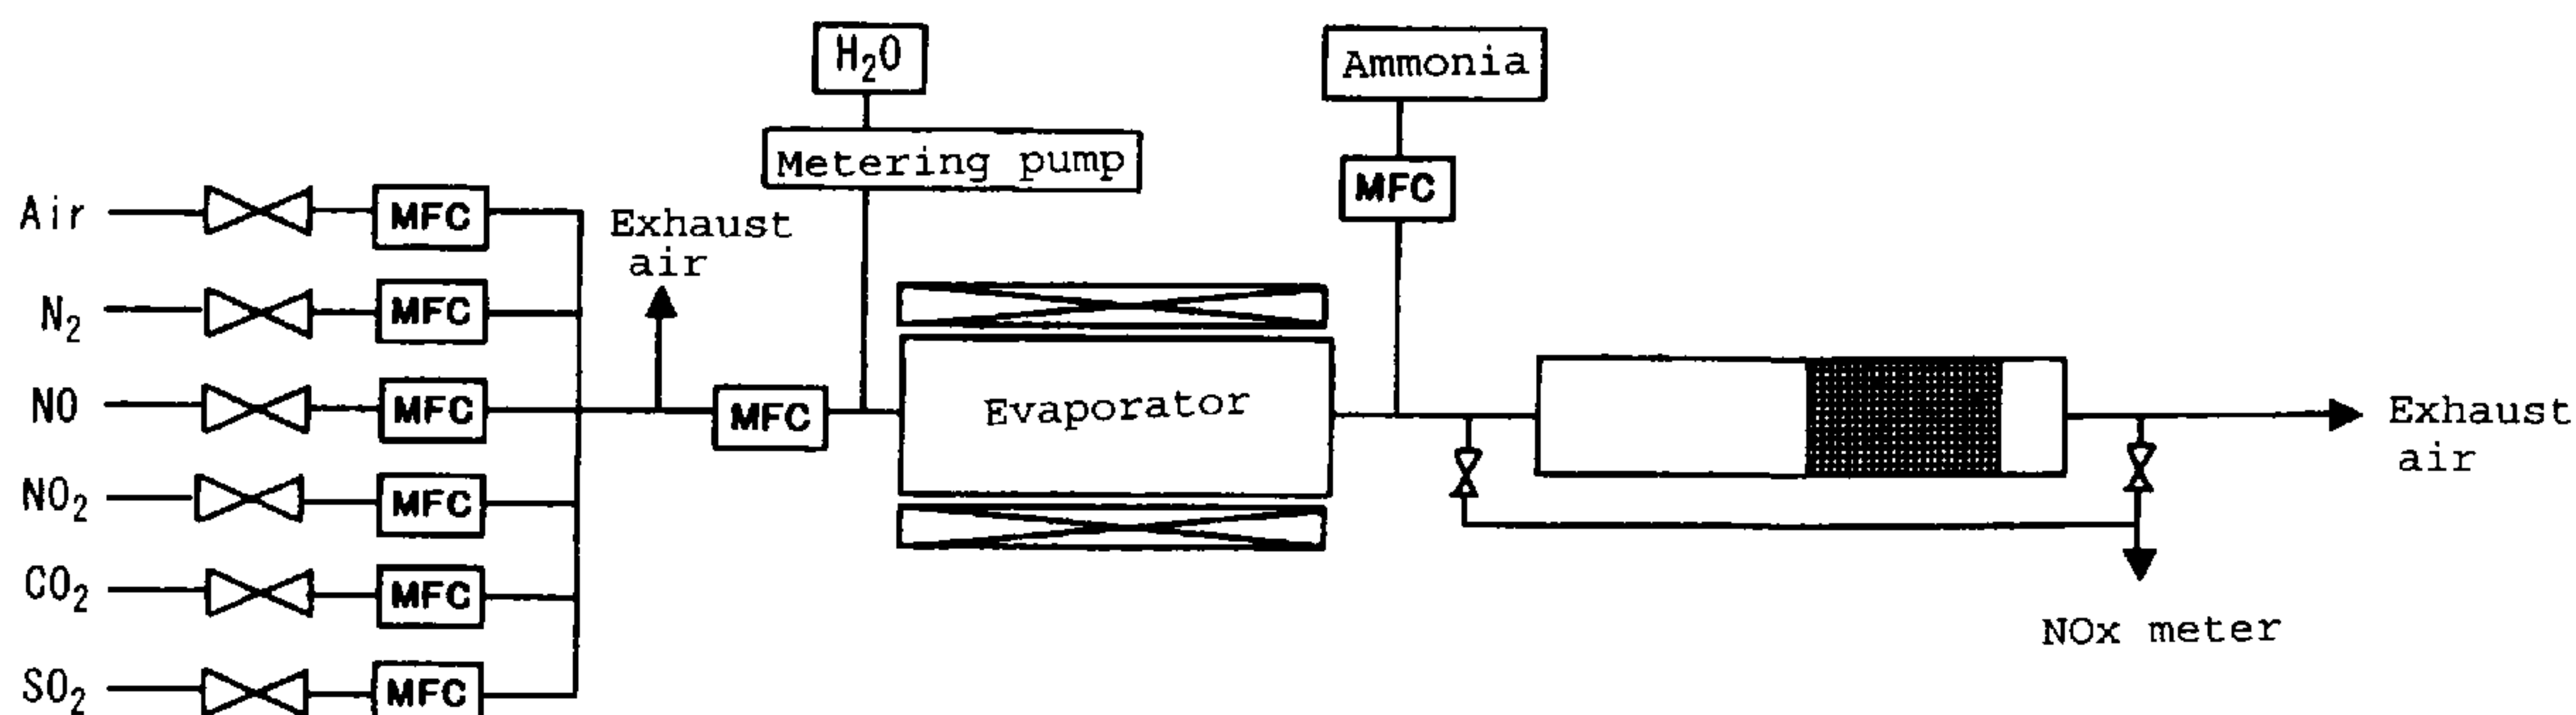 H₂O
Metering pump
Ammonia
MFC
Air
MFC
Exhaust
air
N₂
MFC
NO
MFC
MFC
Evaporator
Exhaust
air
NO₂
MFC
CO₂
MFC
NOx meter
SO₂
MFC